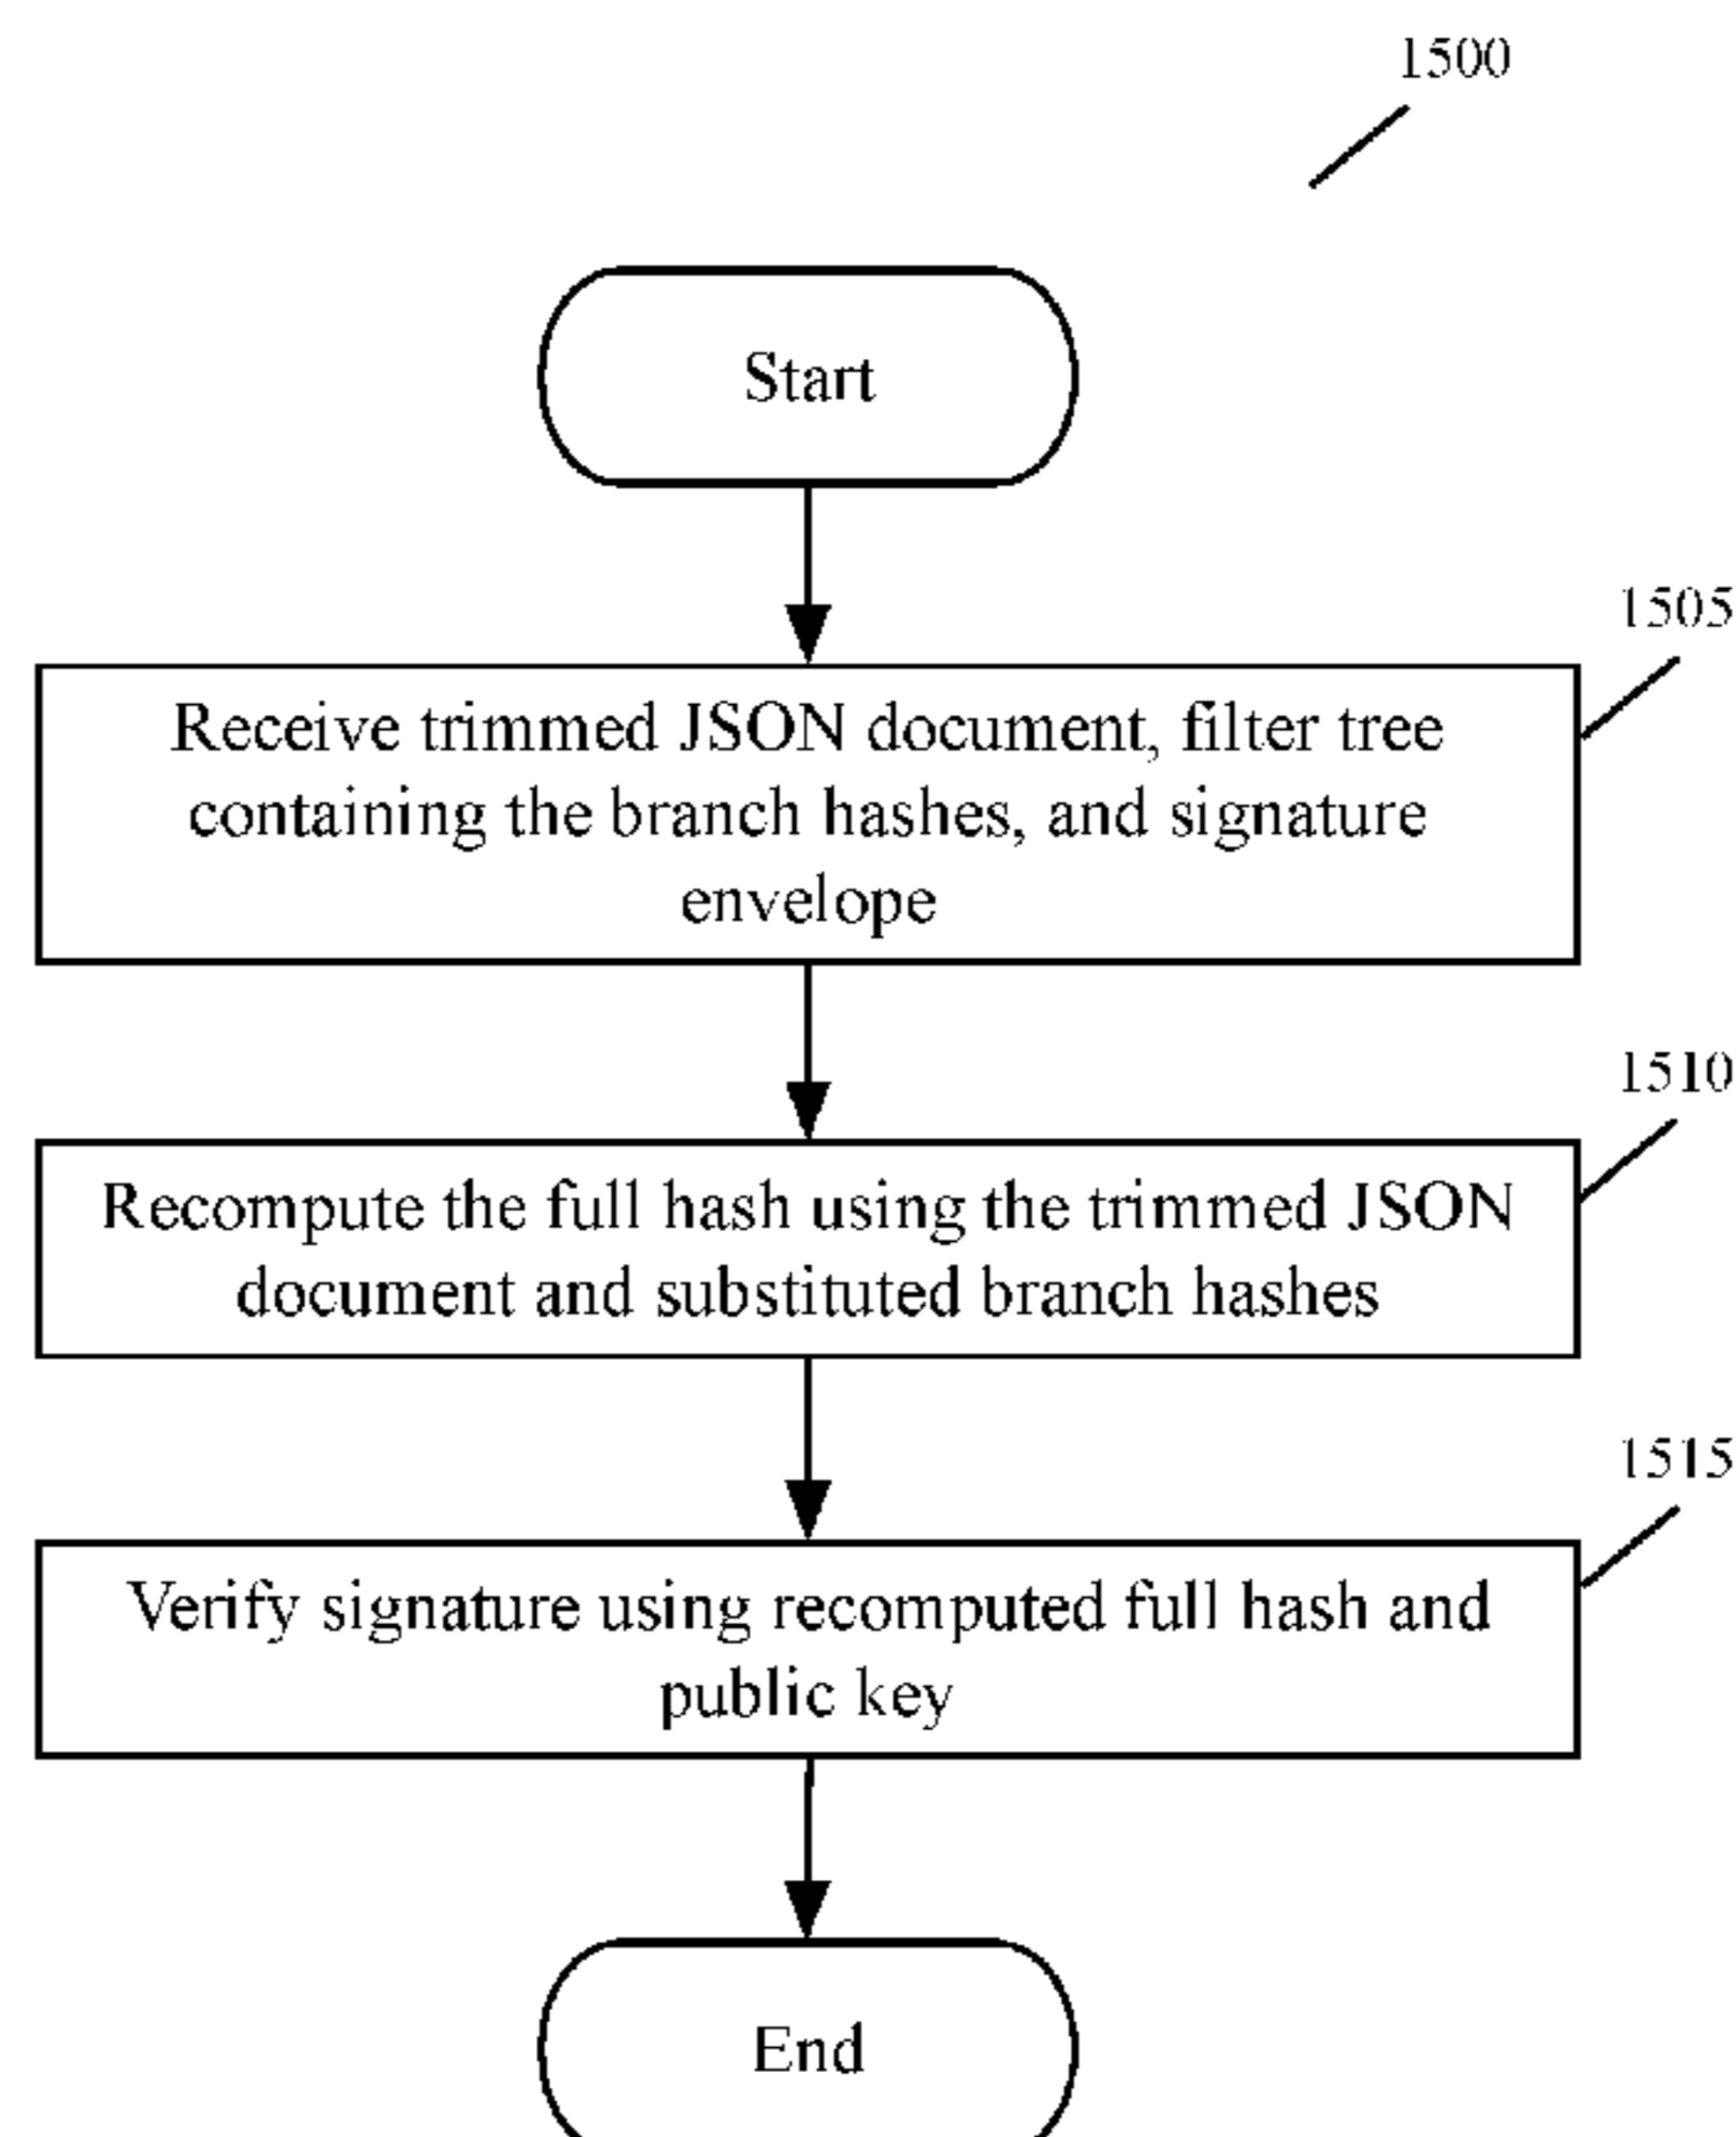 1500
Start
1505
Receive trimmed JSON document, filter tree
containing the branch hashes, and signature
envelope
1510
Recompute the full hash using the trimmed JSON
document and substituted branch hashes
1515
Verify signature using recomputed full hash and
public key
End